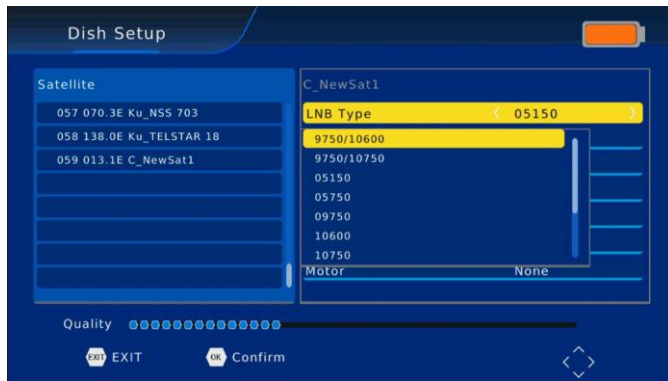 Dish Setup
Satellite
057 070.3E Ku_NSS 703
058 138.0E Ku_TELSTAR 18
059 013.1E C_NewSat1
C_NewSat1
LNB Type 05150
9750/10600
9750/10750
05150
05750
09750
10600
10750
Motor None
Quality
EXIT EXIT OK Confirm